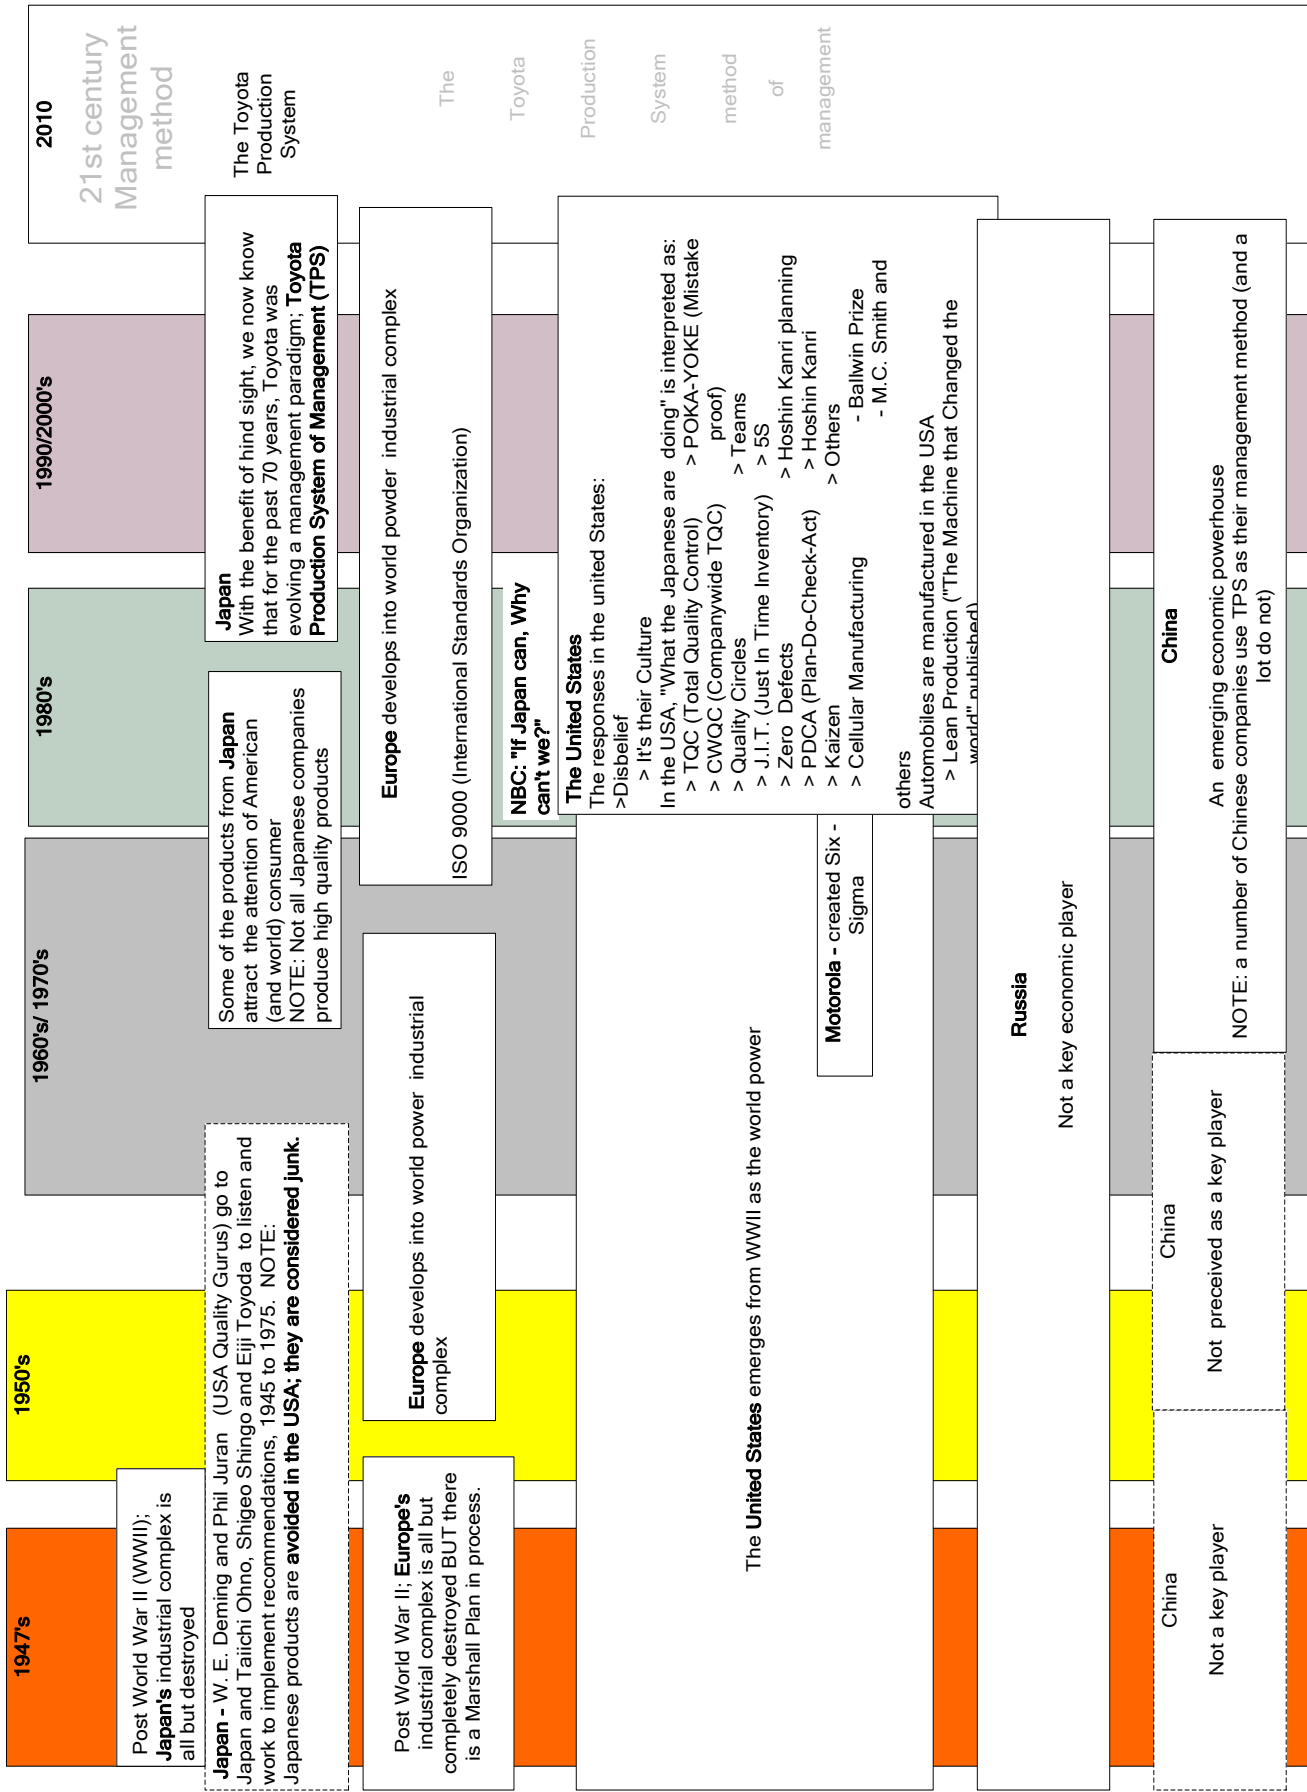 1947's
1950's
1960's/ 1970's
1980's
1990/2000's
2010
21st century
Management
method
Post World War II (WWII);
Japan's industrial complex is
all but destroyed
Japan - W. E. Deming and Phil Juran (USA Quality Gurus) go to
Japan and Taiichi Ohno, Shigeo Shingo and Eiji Toyoda to listen and
work to implement recommendations, 1945 to 1975. NOTE:
Japanese products are avoided in the USA; they are considered junk.
Some of the products from Japan
attract the attention of American
(and world) consumer
NOTE: Not all Japanese companies
produce high quality products
Japan
With the benefit of hind sight, we now know
that for the past 70 years, Toyota was
evolving a management paradigm; Toyota
Production System of Management (TPS)
The Toyota
Production
System
Post World War II; Europe's
industrial complex is all but
completely destroyed BUT there
is a Marshall Plan in process.
Europe develops into world power industrial
complex
Europe develops into world powder industrial complex
ISO 9000 (International Standards Organization)
The
Toyota
Production
System
method
of
management
NBC: "If Japan can, Why
can't we?"
The United States emerges from WWII as the world power
Motorola - created Six -
Sigma
The United States
The responses in the united States:
>Disbelief
> It's their Culture
In the USA, "What the Japanese are doing" is interpreted as:
> TQC (Total Quality Control)
> CWQC (Companywide TQC)
> Quality Circles
> J.I.T. (Just In Time Inventory)
> Zero Defects
> PDCA (Plan-Do-Check-Act)
> Kaizen
> Cellular Manufacturing
> POKA-YOKE (Mistake
proof)
> Teams
> 5S
> Hoshin Kanri planning
> Hoshin Kanri
> Others
- Ballwin Prize
- M.C. Smith and
others
Automobiles are manufactured in the USA
> Lean Production ("The Machine that Changed the
world" published)
Russia
Not a key economic player
China
Not a key player
China
Not preceived as a key player
China
An emerging economic powerhouse
NOTE: a number of Chinese companies use TPS as their management method (and a
lot do not)